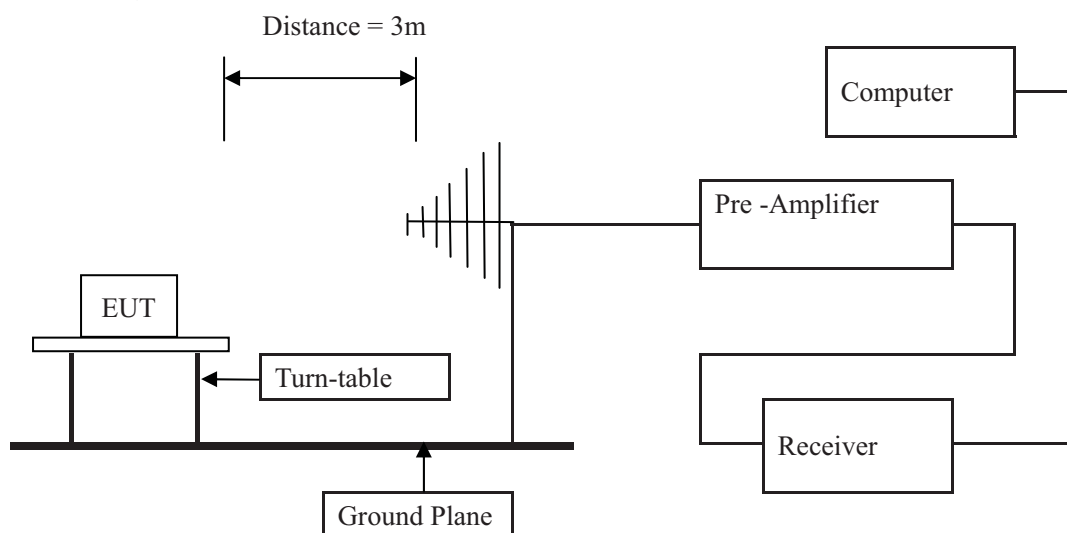 Distance = 3m
Computer
Pre -Amplifier
EUT
Turn-table
Receiver
Ground Plane